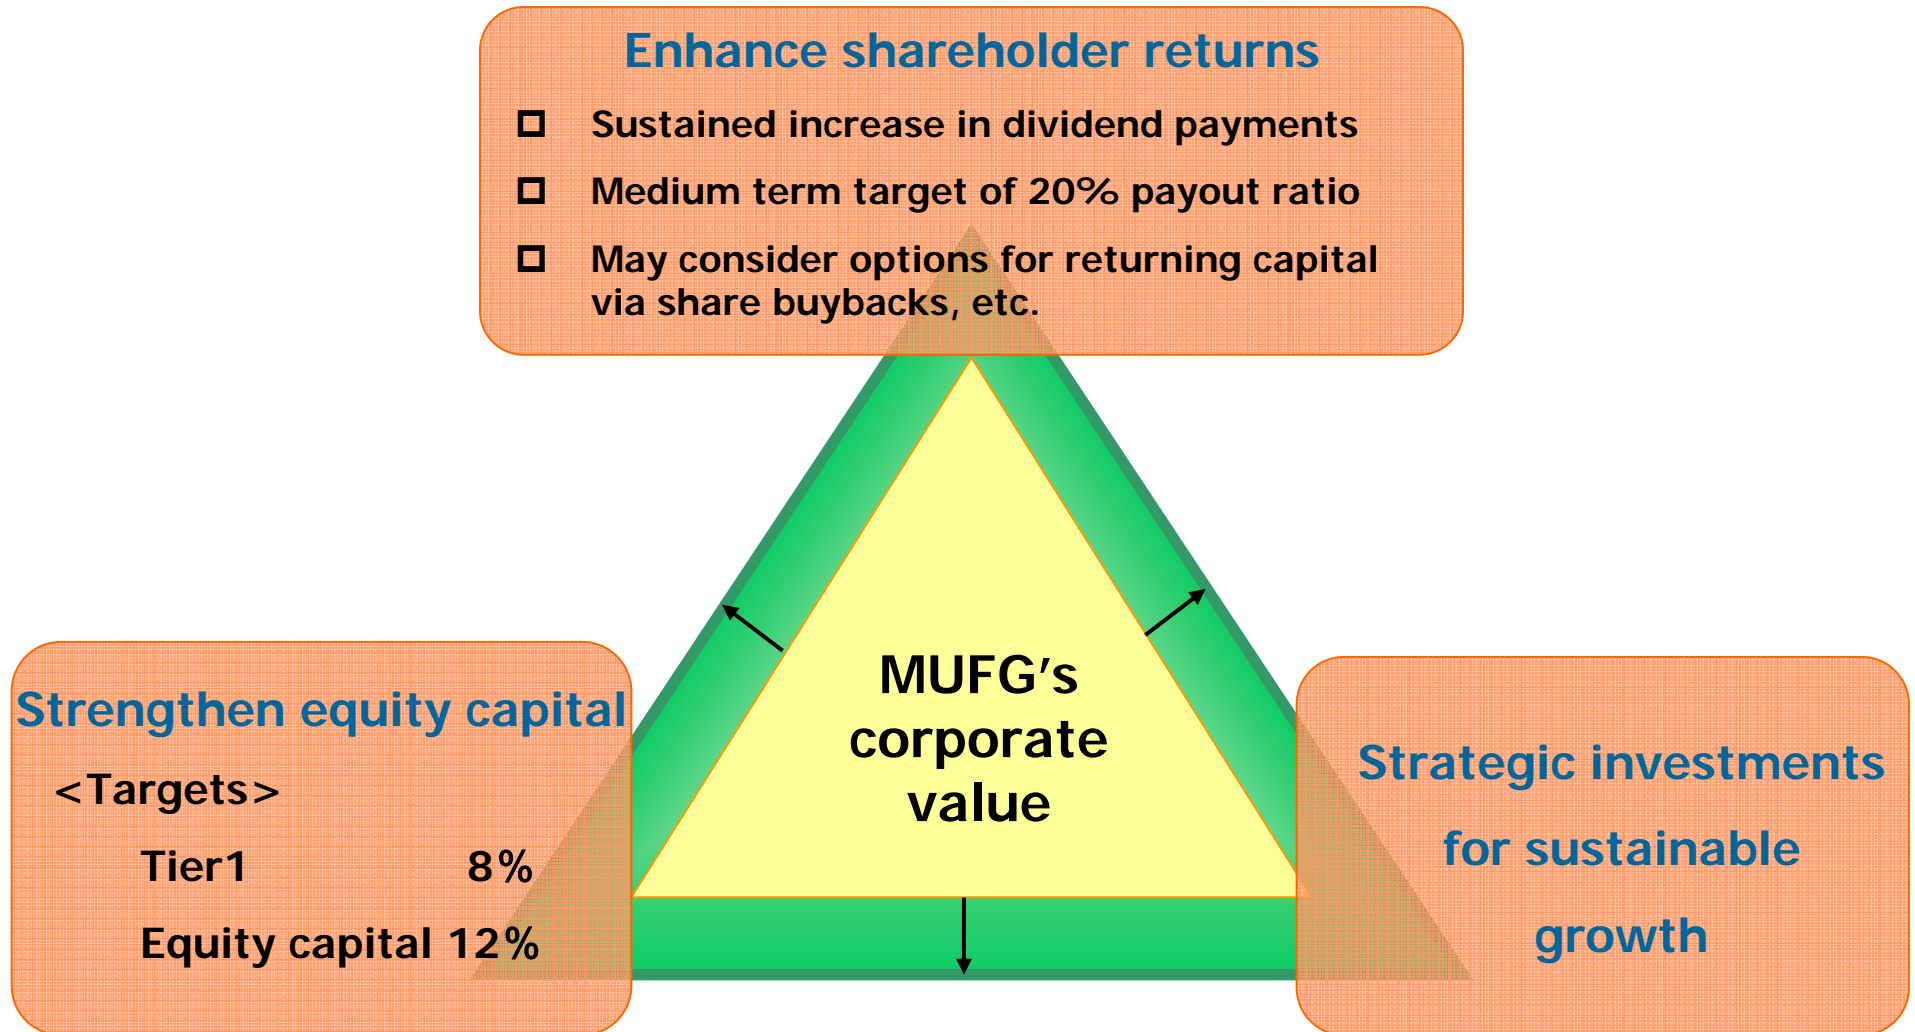 Enhance shareholder returns
Sustained increase in dividend payments
Medium term target of 20% payout ratio
May consider options for returning capital
via share buybacks, etc.
MUFG's
corporate
value
Strengthen equity capital
<Targets>
Tier1 8%
Equity capital 12%
Strategic investments
for sustainable
growth